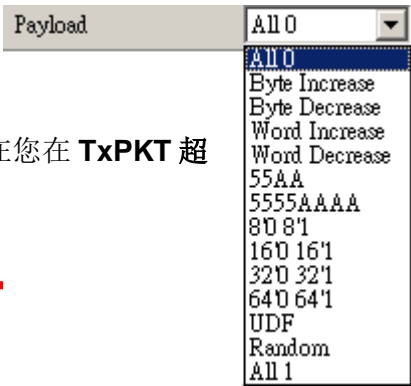 Payload All 0
All 0
Byte Increase
Byte Decrease
Word Increase
在您在 TxPKT 超
Word Decrease
55AA
5555AAAA
8'0 8'1
16'0 16'1
32'0 32'1
64'0 64'1
UDF
Random
All 1